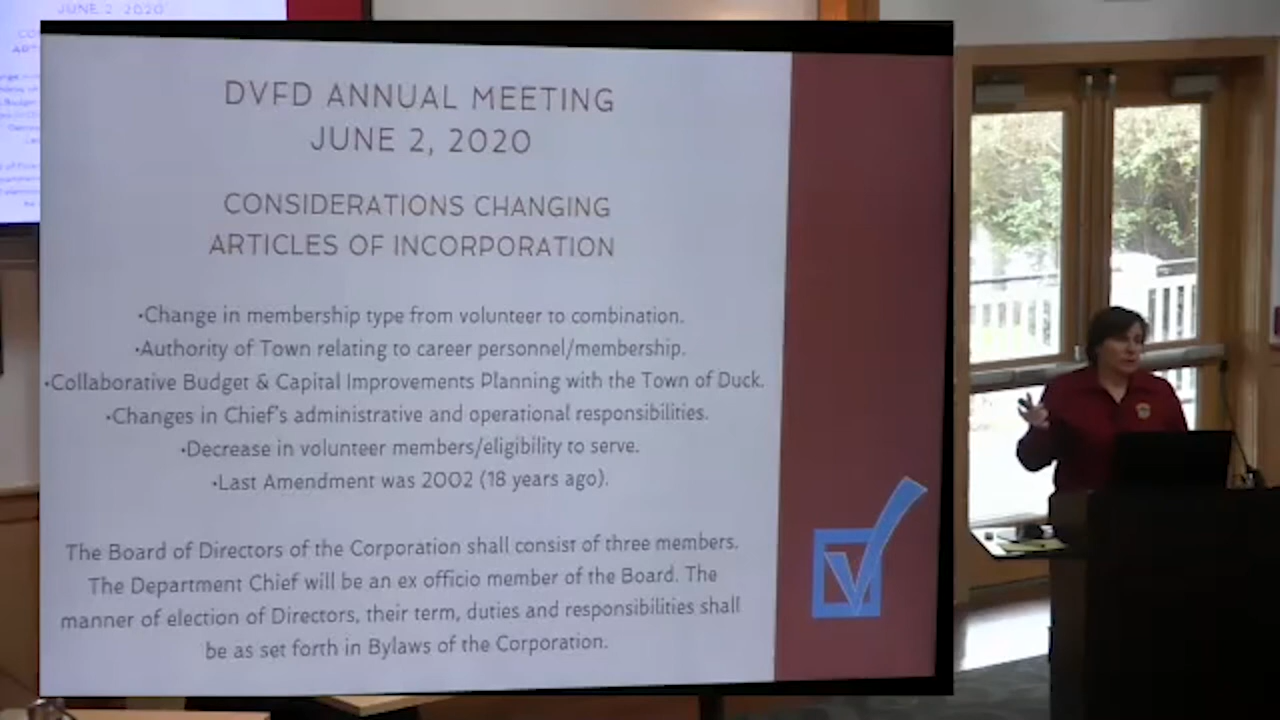 JUNE 2, 2020
DVFD ANNUAL MEETING
JUNE 2, 2020
CONSIDERATIONS CHANGING
ARTICLES OF INCORPORATION
•Change in membership type from volunteer to combination.
•Authority of Town relating to career personnel/membership.
•Collaborative Budget & Capital Improvements Planning with the Town of Duck.
•Changes in Chief's administrative and operational responsibilities.
•Decrease in volunteer members/eligibility to serve.
•Last Amendment was 2002 (18 years ago).
The Board of Directors of the Corporation shall consist of three members.
The Department Chief will be an ex officio member of the Board. The
manner of election of Directors, their term, duties and responsibilities shall
be as set forth in Bylaws of the Corporation.